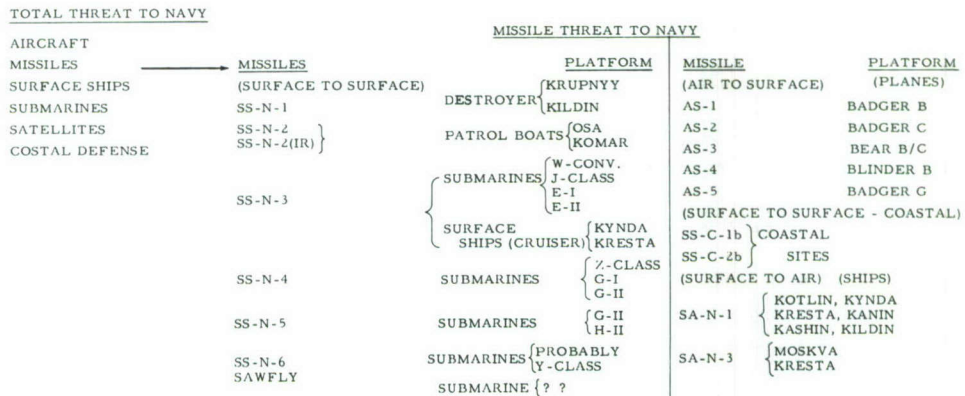 TOTAL THREAT TO NAVY
AIRCRAFT
MISSILES
SURFACE SHIPS
SUBMARINES
SATELLITES
COSTAL DEFENSE
MISSILE THREAT TO NAVY
MISSILES PLATFORM
(SURFACE TO SURFACE)
SS-N-1 DESTROYER KRUPNYY
KILDIN
SS-N-2 PATROL BOATS OSA
SS-N-2(IR) KOMAR
SS-N-3 SUBMARINES W-CONV.
J-CLASS
E-I
E-II
SURFACE KYNDA
SHIPS (CRUISER) KRESTA
SS-N-4 SUBMARINES Z-CLASS
G-I
G-II
SS-N-5 SUBMARINES G-II
H-II
SS-N-6 SUBMARINES PROBABLY
Y-CLASS
SAWFLY SUBMARINE ? ?
MISSILE PLATFORM
(AIR TO SURFACE) (PLANES)
AS-1 BADGER B
AS-2 BADGER C
AS-3 BEAR B/C
AS-4 BLINDER B
AS-5 BADGER G
(SURFACE TO SURFACE - COASTAL)
SS-C-1b COASTAL
SS-C-2b SITES
(SURFACE TO AIR) (SHIPS)
SA-N-1 KOTLIN, KYNDA
KRESTA, KANIN
KASHIN, KILDIN
SA-N-3 MOSKVA
KRESTA